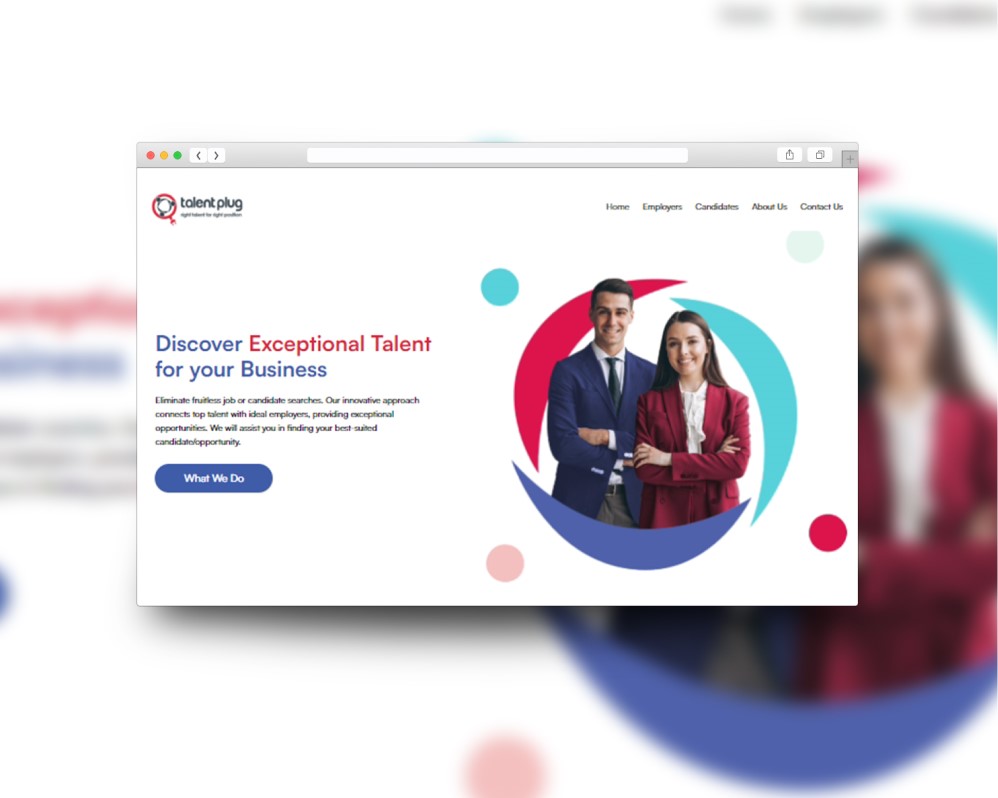 talent plug
right talent for right position
Home Employers Candidates About Us Contact Us
Discover Exceptional Talent
for your Business
Eliminate fruitless job or candidate searches. Our innovative approach
connects top talent with ideal employers, providing exceptional
opportunities. We will assist you in finding your best-suited
candidate/opportunity.
What We Do